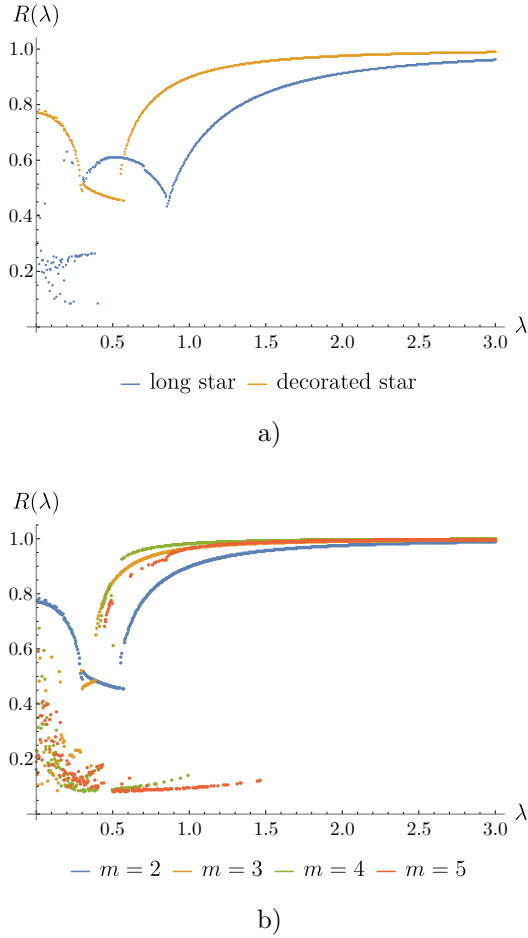 R(λ)
1.0
0.8
0.6
0.4
0.2
0.5 1.0 1.5 2.0 2.5 3.0 λ
long star decorated star
a)
R(λ)
1.0
0.8
0.6
0.4
0.2
0.5 1.0 1.5 2.0 2.5 3.0 λ
m = 2 m = 3 m = 4 m = 5
b)